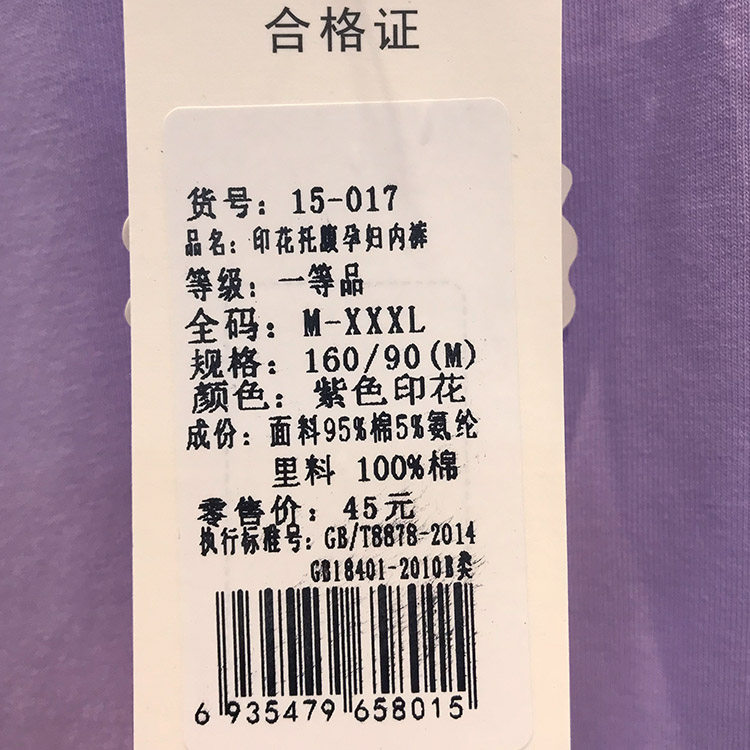 合格证
货号：15-017
品名：印花托腹孕妇内裤
等级：一等品
全码：M-XXXL
规格：160/90(M)
颜色：紫色印花
成份：面料95%棉5%氨纶
里料 100%棉
零售价：45元
执行标准号：GB/T8878-2014
GB18401-2010B类
6 935479 658015